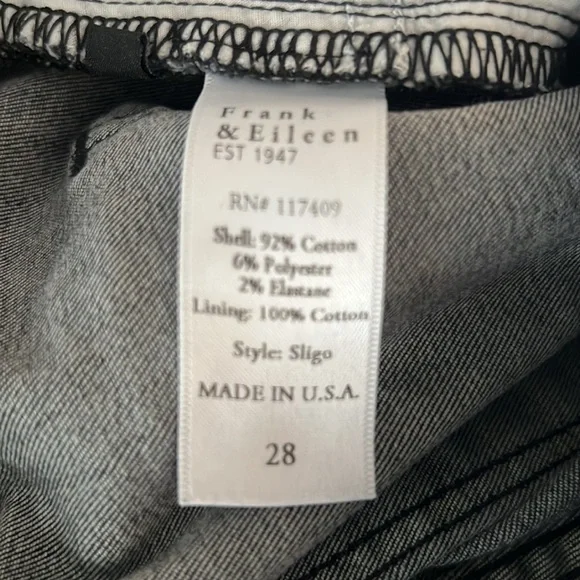 Frank
& Eileen
EST 1947
RN# 117409
Shell: 92% Cotton
6% Polyester
2% Elastane
Lining: 100% Cotton
Style: Sligo
MADE IN U.S.A.
28